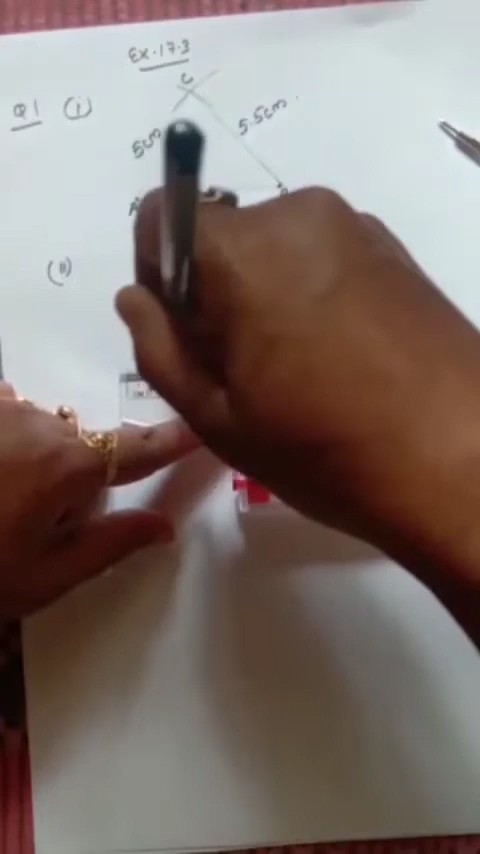 Ex. 17.3
C
Q1 (i)
5cm
5.5cm
A
B
(ii)